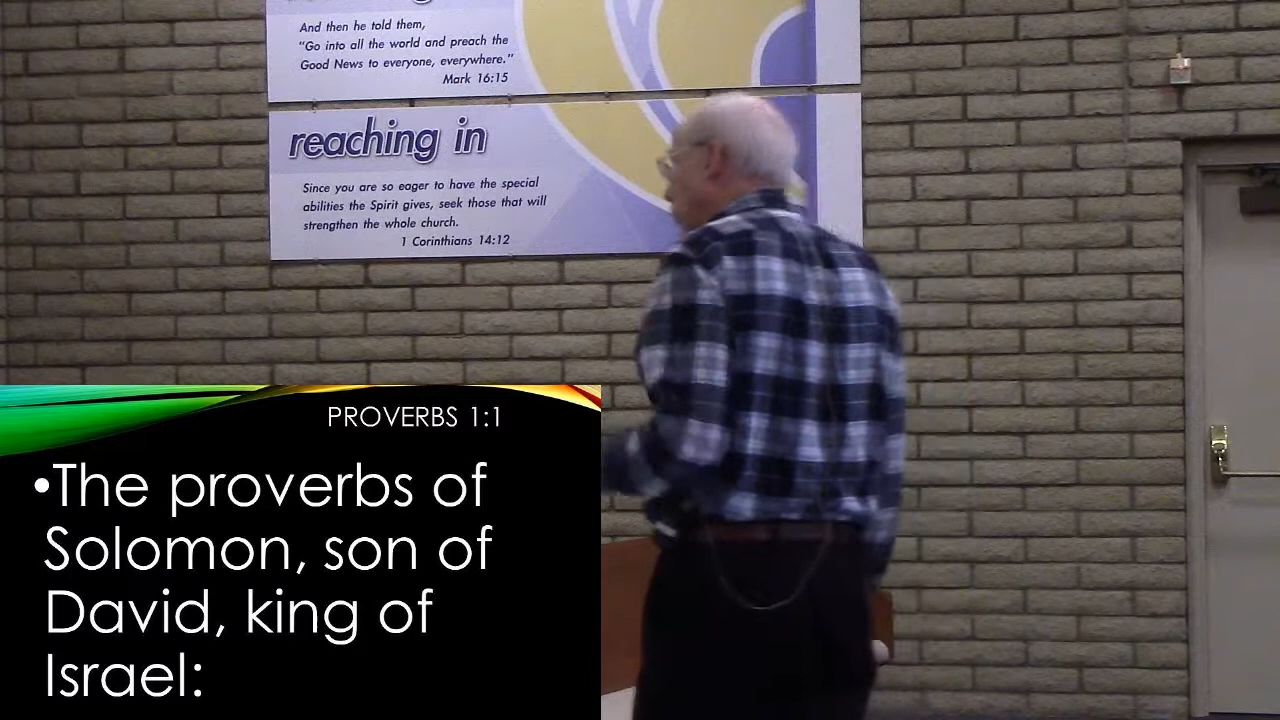 And then he told them,
"Go into all the world and preach the
Good News to everyone, everywhere."
Mark 16:15
reaching in
Since you are so eager to have the special
abilities the Spirit gives, seek those that will
strengthen the whole church.
1 Corinthians 14:12
PROVERBS 1:1
•The proverbs of
Solomon, son of
David, king of
Israel: